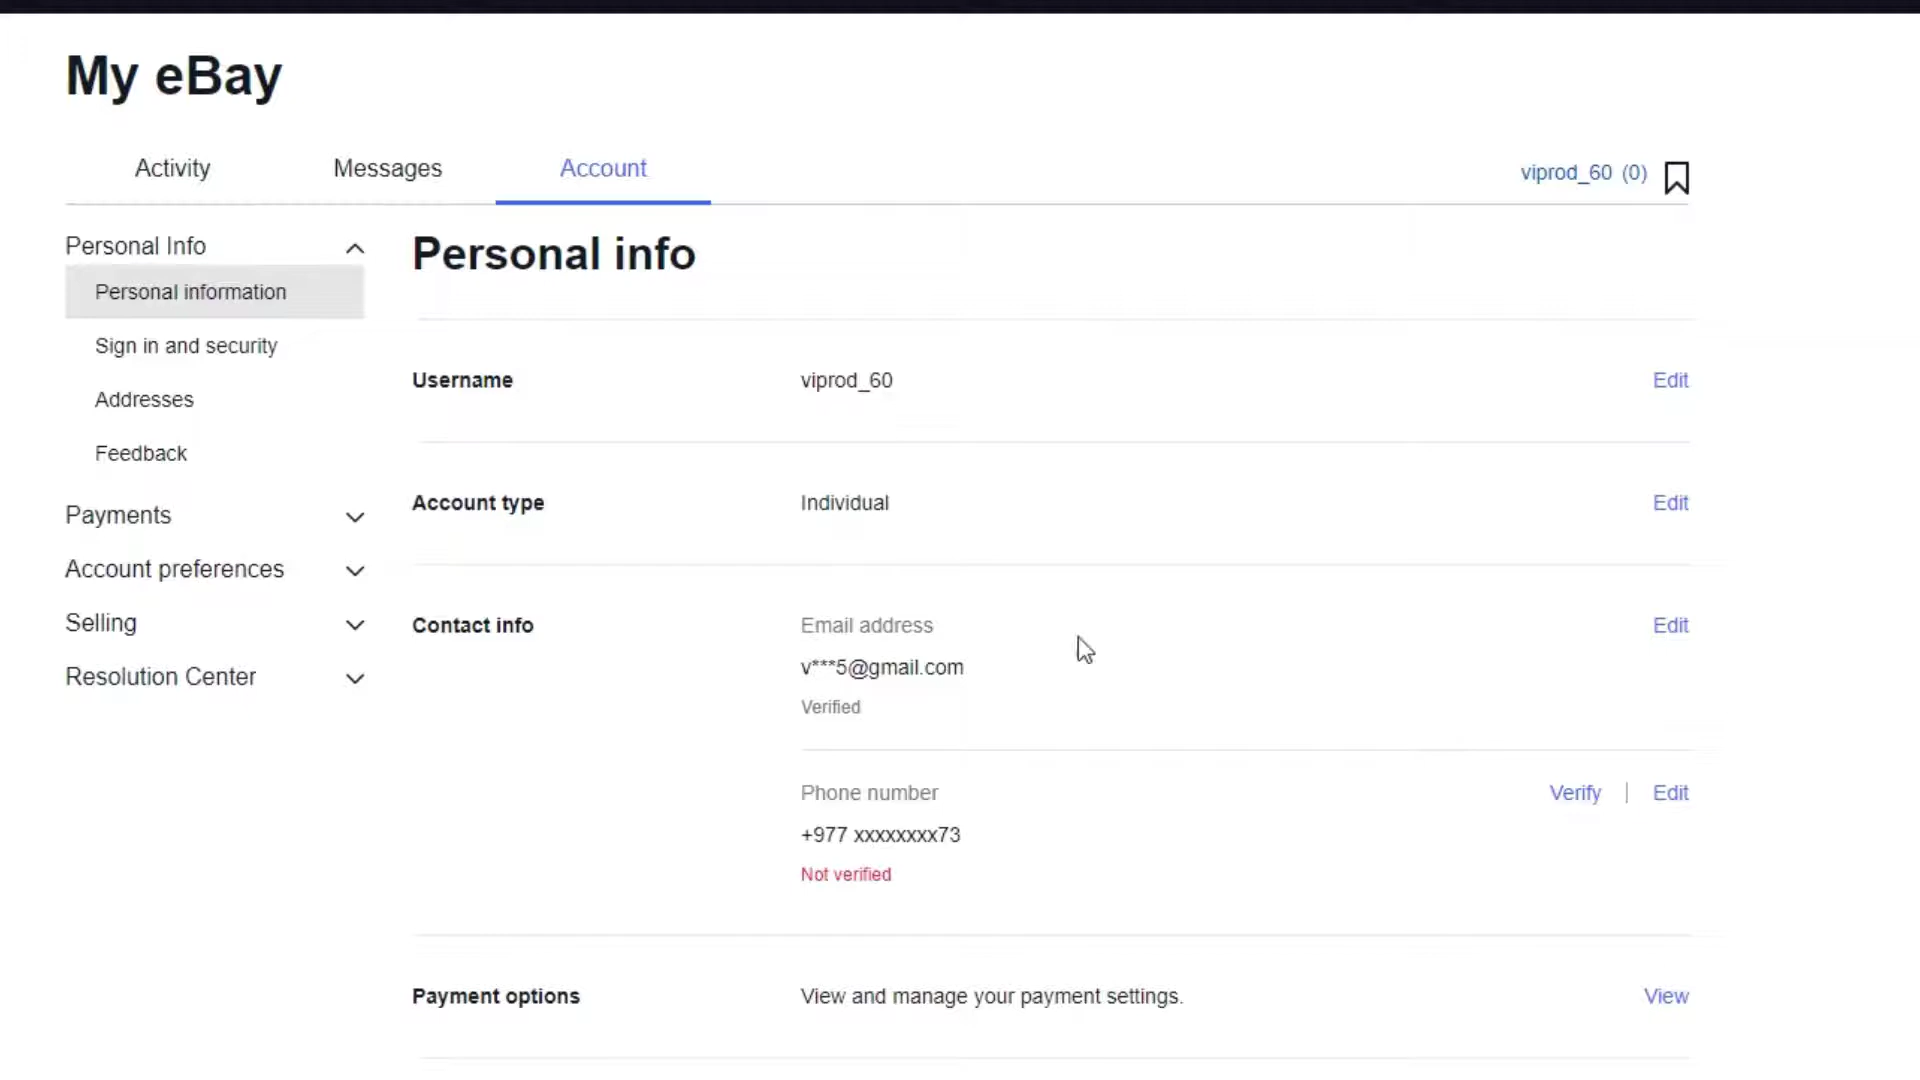 My eBay
Activity Messages Account viprod_60 (0)
Personal Info
Personal information
Sign in and security
Addresses
Feedback
Payments
Account preferences
Selling
Resolution Center
Personal info
Username viprod_60 Edit
Account type Individual Edit
Contact info Email address Edit
v***5@gmail.com
Verified
Phone number Verify | Edit
+977 xxxxxxxx73
Not verified
Payment options View and manage your payment settings. View